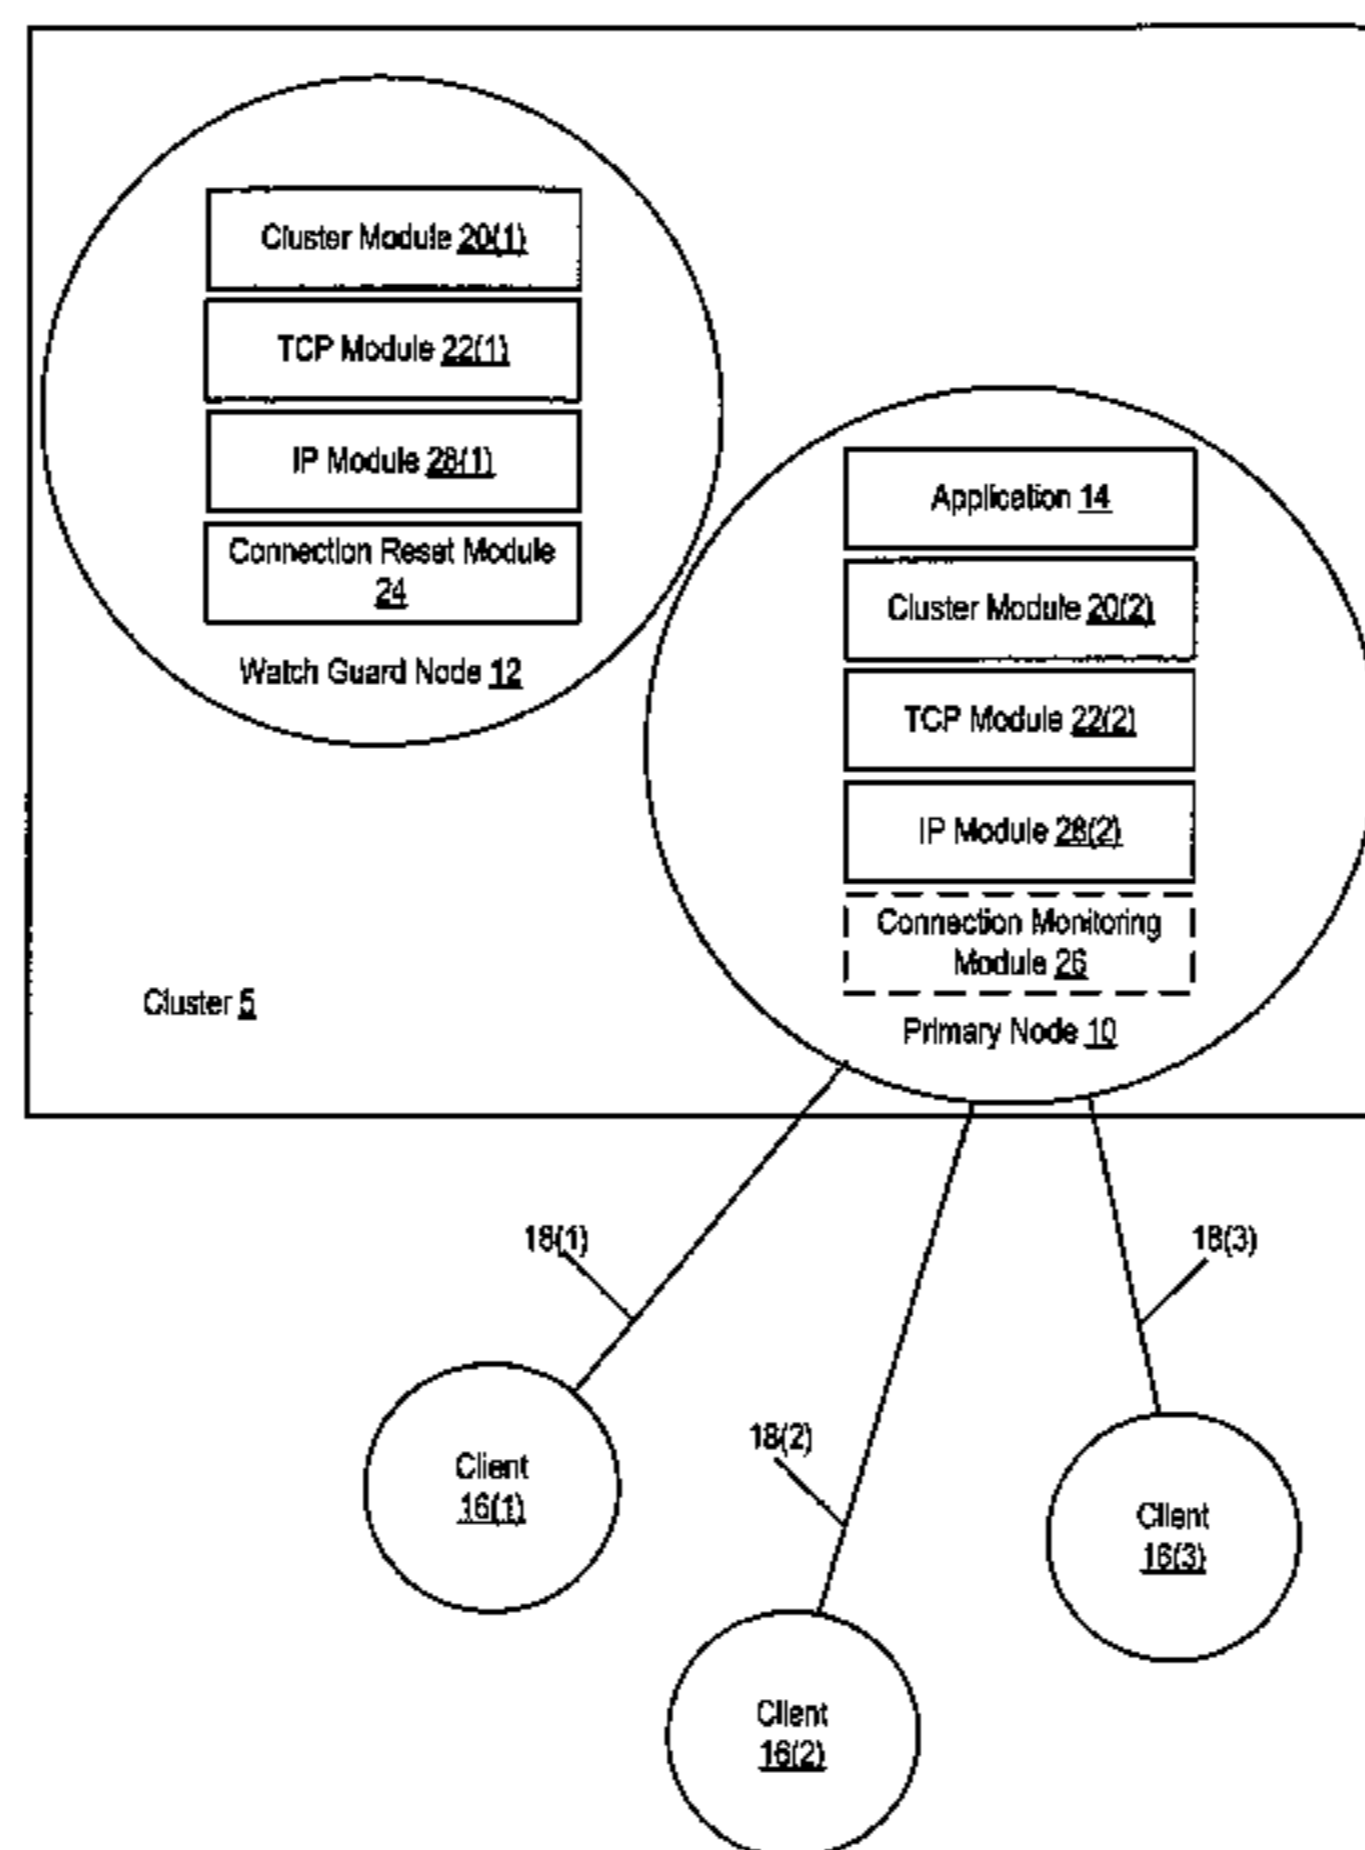 Cluster Module 20(1)
TCP Module 22(1)
IP Module 28(1)
Connection Reset Module
24
Watch Guard Node 12
Application 14
Cluster Module 20(2)
TCP Module 22(2)
IP Module 28(2)
Connection Monitoring
Module 26
Primary Node 10
Cluster 5
18(1)
18(3)
18(2)
Client
16(1)
Client
16(3)
Client
16(2)